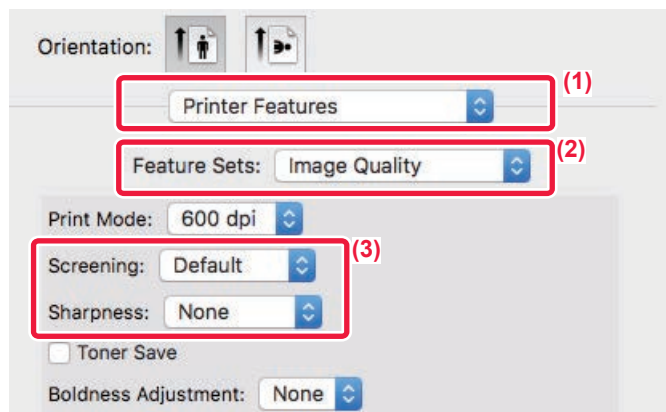 Orientation:
(1)
Printer Features
(2)
Feature Sets: Image Quality
Print Mode: 600 dpi
(3)
Screening: Default
Sharpness: None
Toner Save
Boldness Adjustment: None